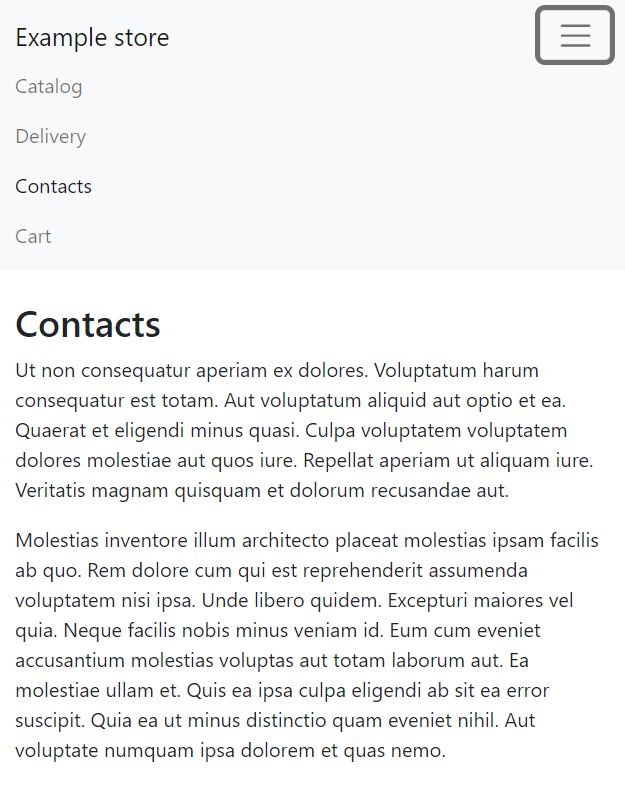 Example store
Catalog
Delivery
Contacts
Cart
Contacts
Ut non consequatur aperiam ex dolores. Voluptatum harum
consequatur est totam. Aut voluptatum aliquid aut optio et ea.
Quaerat et eligendi minus quasi. Culpa voluptatem voluptatem
dolores molestiae aut quos iure. Repellat aperiam ut aliquam iure.
Veritatis magnam quisquam et dolorum recusandae aut.
Molestias inventore illum architecto placeat molestias ipsam facilis
ab quo. Rem dolore cum qui est reprehenderit assumenda
voluptatem nisi ipsa. Unde libero quidem. Excepturi maiores vel
quia. Neque facilis nobis minus veniam id. Eum cum eveniet
accusantium molestias voluptas aut totam laborum aut. Ea
molestiae ullam et. Quis ea ipsa culpa eligendi ab sit ea error
suscipit. Quia ea ut minus distinctio quam eveniet nihil. Aut
voluptate numquam ipsa dolorem et quas nemo.